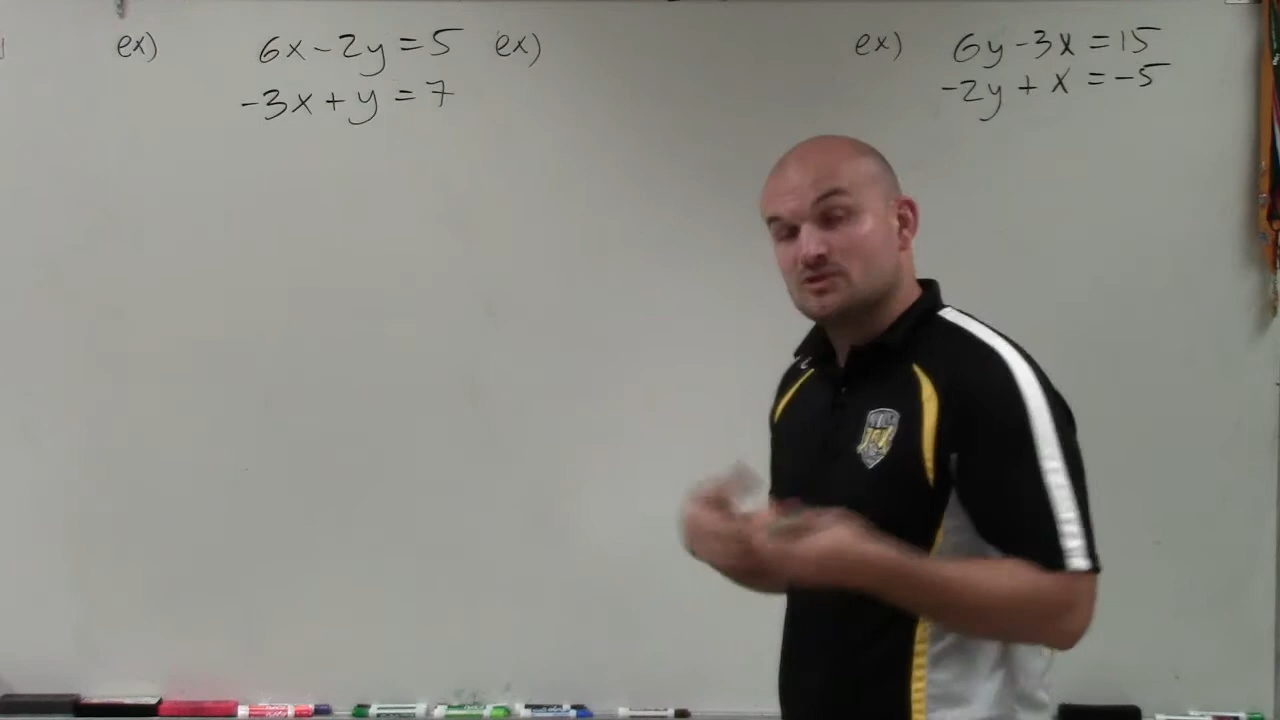 ex) 6x-2y=5
-3x+y=7
ex)
ex) 6y-3x=15
-2y+x=-5